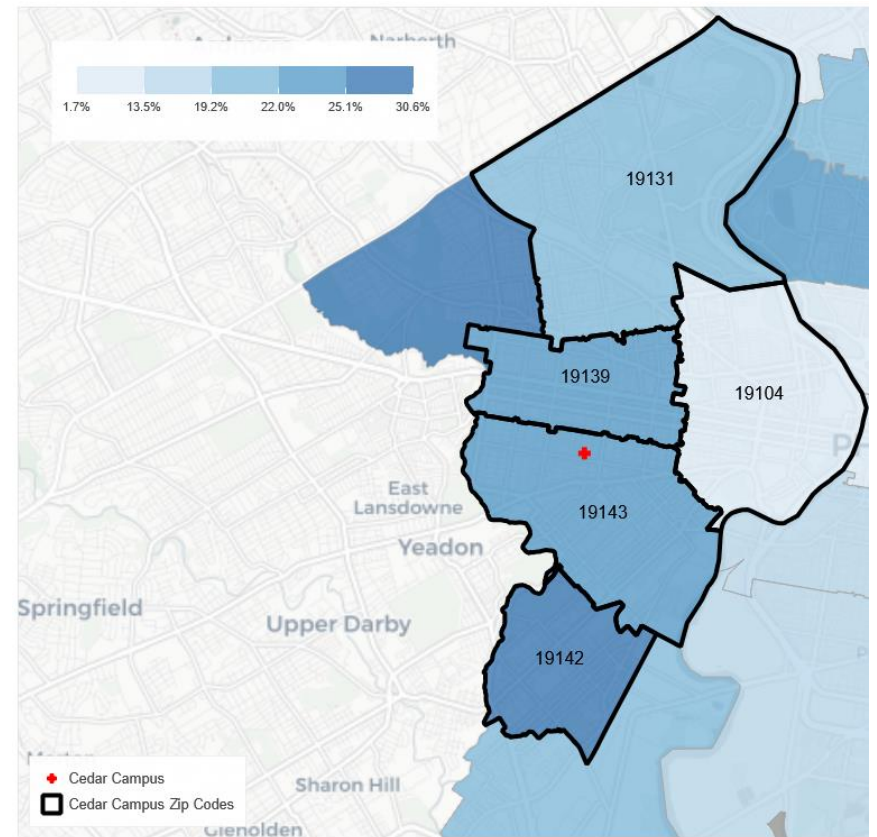 Narberth
1.7% 13.5% 19.2% 22.0% 25.1% 30.6%
19131
19139
19104
East
Lansdowne
19143
Yeadon
Springfield
Upper Darby
19142
Cedar Campus
Sharon Hill
Cedar Campus Zip Codes
Glenolden